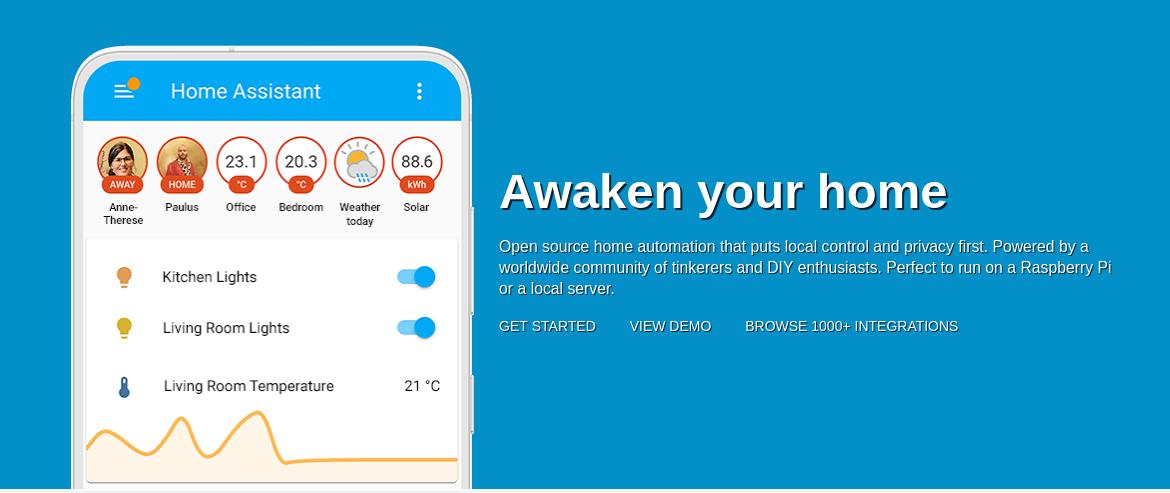 Home Assistant
23.1
20.3
88.6
AWAY
HOME
°C
°C
kWh
Anne-
Therese
Paulus
Office
Bedroom
Weather
today
Solar
Kitchen Lights
Living Room Lights
Living Room Temperature 21 °C
Awaken your home
Open source home automation that puts local control and privacy first. Powered by a
worldwide community of tinkerers and DIY enthusiasts. Perfect to run on a Raspberry Pi
or a local server.
GET STARTED VIEW DEMO BROWSE 1000+ INTEGRATIONS